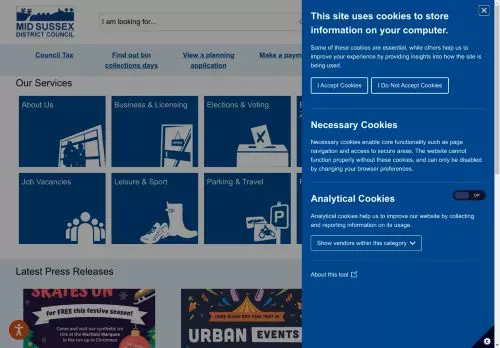 MID SUSSEX
DISTRICT COUNCIL
I am looking for...
Council Tax
Find out bin
collections days
View a planning
application
Make a paym
Our Services
About Us
Business & Licensing
Elections & Voting
Job Vacancies
Leisure & Sport
Parking & Travel
Latest Press Releases
SKATES ON
for FREE this festive season!
Come and visit our synthetic ice
rink at the Martlets Marquee
in the run up to Christmas
COME ALONG AND TAKE PART IN
URBAN EVENTS
This site uses cookies to store
information on your computer.
Some of these cookies are essential, while others help us to
improve your experience by providing insights into how the site is
being used.
I Accept Cookies
I Do Not Accept Cookies
Necessary Cookies
Necessary cookies enable core functionality such as page
navigation and access to secure areas. The website cannot
function properly without these cookies, and can only be disabled
by changing your browser preferences.
Analytical Cookies
Off
Analytical cookies help us to improve our website by collecting
and reporting information on its usage.
Show vendors within this category
About this tool